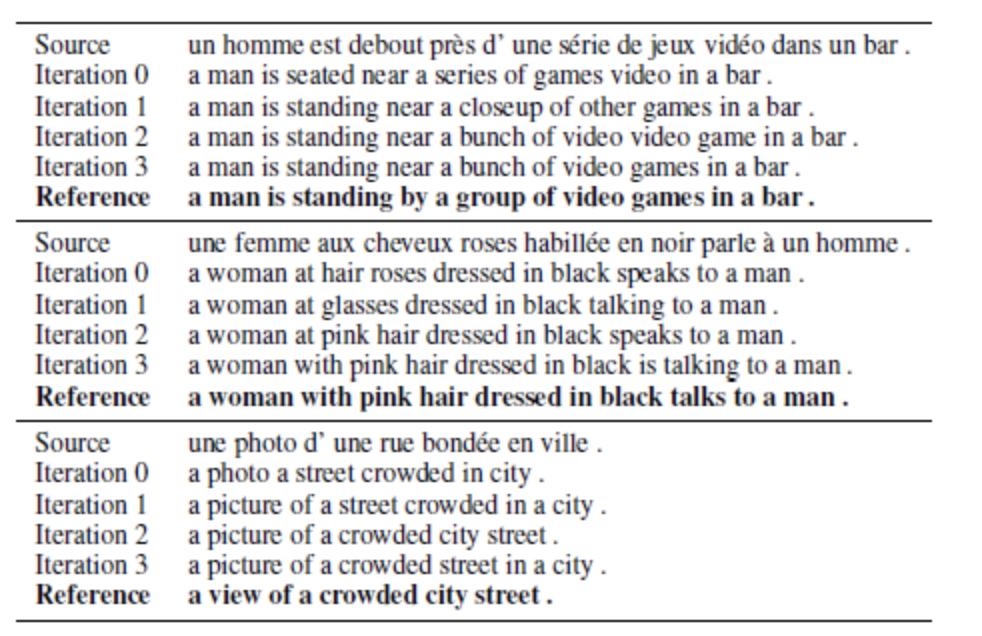 Source un homme est debout près d' une série de jeux vidéo dans un bar .
Iteration 0 a man is seated near a series of games video in a bar .
Iteration 1 a man is standing near a closeup of other games in a bar .
Iteration 2 a man is standing near a bunch of video video game in a bar .
Iteration 3 a man is standing near a bunch of video games in a bar .
Reference a man is standing by a group of video games in a bar .
Source une femme aux cheveux roses habillée en noir parle à un homme .
Iteration 0 a woman at hair roses dressed in black speaks to a man .
Iteration 1 a woman at glasses dressed in black talking to a man .
Iteration 2 a woman at pink hair dressed in black speaks to a man .
Iteration 3 a woman with pink hair dressed in black is talking to a man .
Reference a woman with pink hair dressed in black talks to a man .
Source une photo d' une rue bondée en ville .
Iteration 0 a photo a street crowded in city .
Iteration 1 a picture of a street crowded in a city .
Iteration 2 a picture of a crowded city street .
Iteration 3 a picture of a crowded street in a city .
Reference a view of a crowded city street .